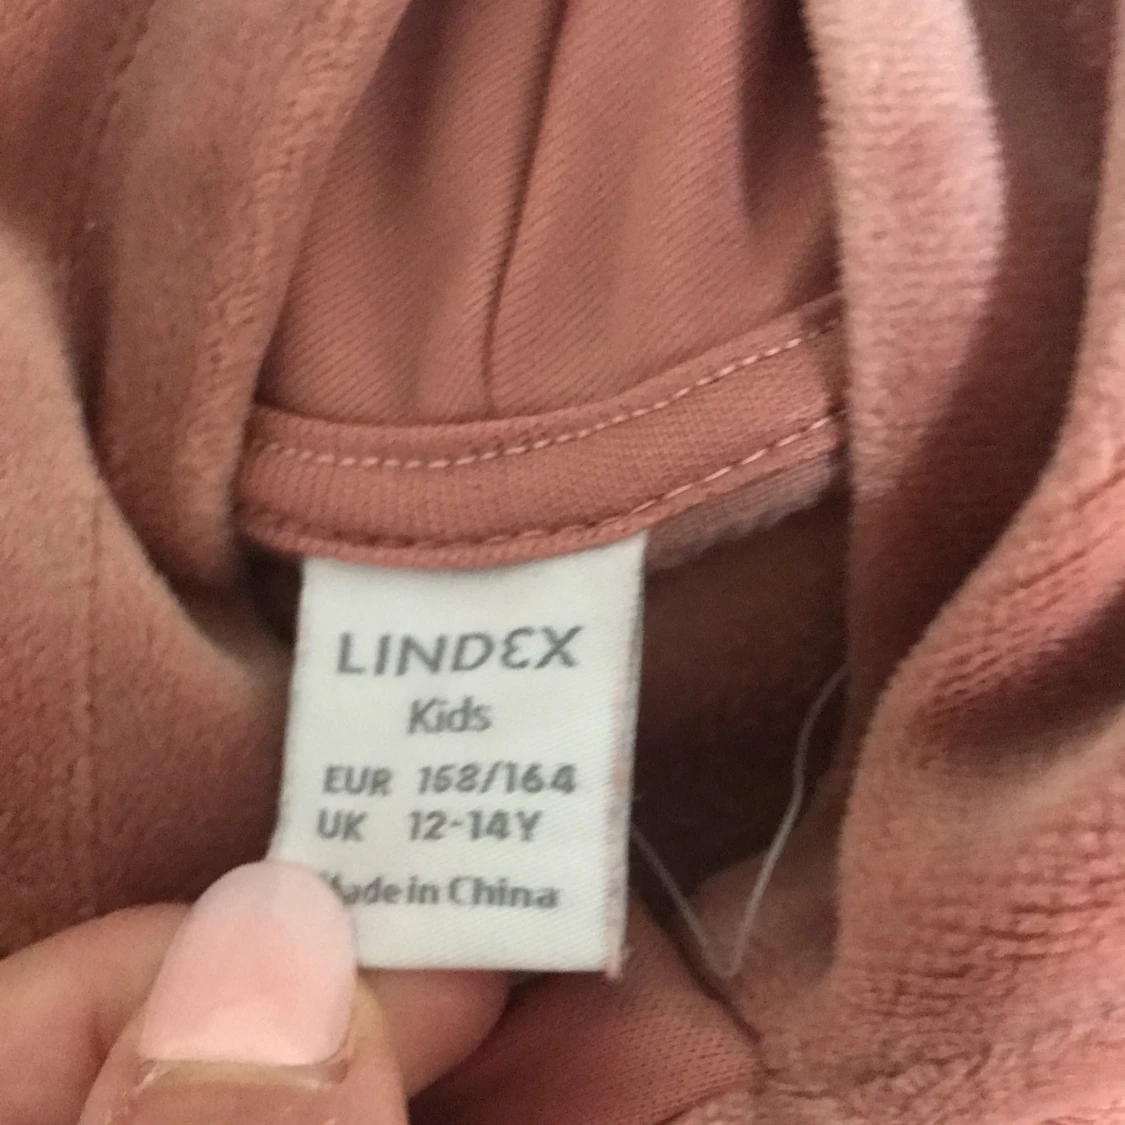 LINDEX
Kids
EUR 158/164
UK 12-14Y
Made in China